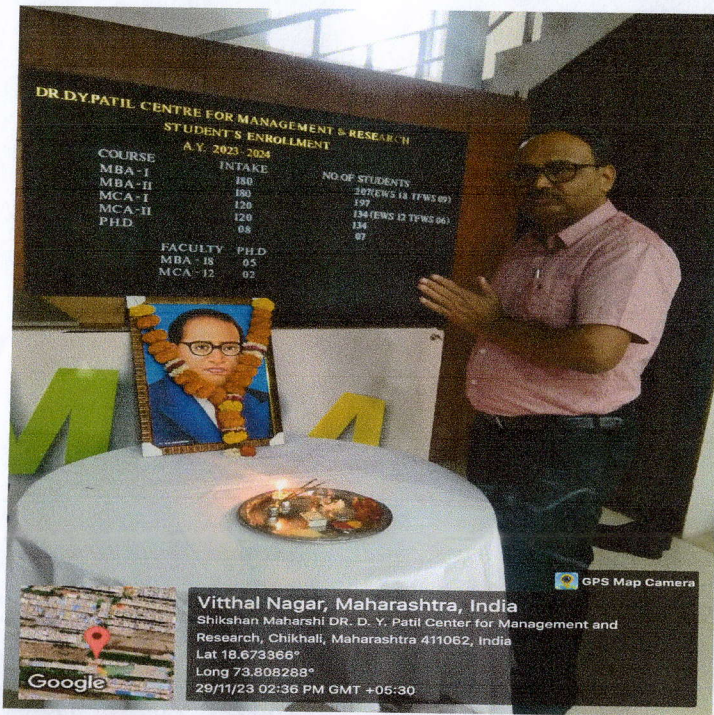 DR.D.Y.PATIL CENTRE FOR MANAGEMENT & RESEARCH
STUDENT'S ENROLLMENT
A.Y. 2023-2024
COURSE INTAKE NO.OF STUDENTS
MBA-I 180 207(EWS 18 TFWS 09)
MBA-II 180 197
MCA-I 120 134(EWS 12 TFWS 06)
MCA-II 120 134
PH.D 08 07
FACULTY PH.D
MBA-18 05
MCA-12 02
M A
GPS Map Camera
Vitthal Nagar, Maharashtra, India
Shikshan Maharshi DR. D. Y. Patil Center for Management and
Research, Chikhali, Maharashtra 411062, India
Lat 18.673366°
Long 73.808288°
29/11/23 02:36 PM GMT +05:30
Google